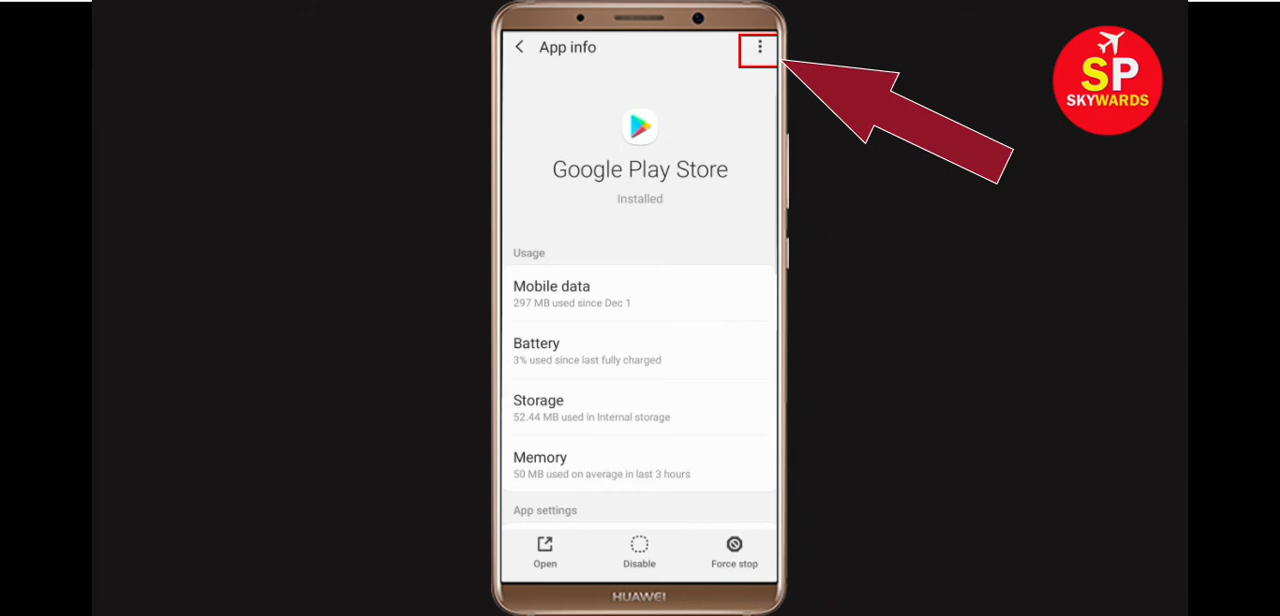 App info
SP
SKYWARDS
Google Play Store
Installed
Usage
Mobile data
297 MB used since Dec 1
Battery
3% used since last fully charged
Storage
52.44 MB used in Internal storage
Memory
50 MB used on average in last 3 hours
App settings
Open
Disable
Force stop
HUAWEI